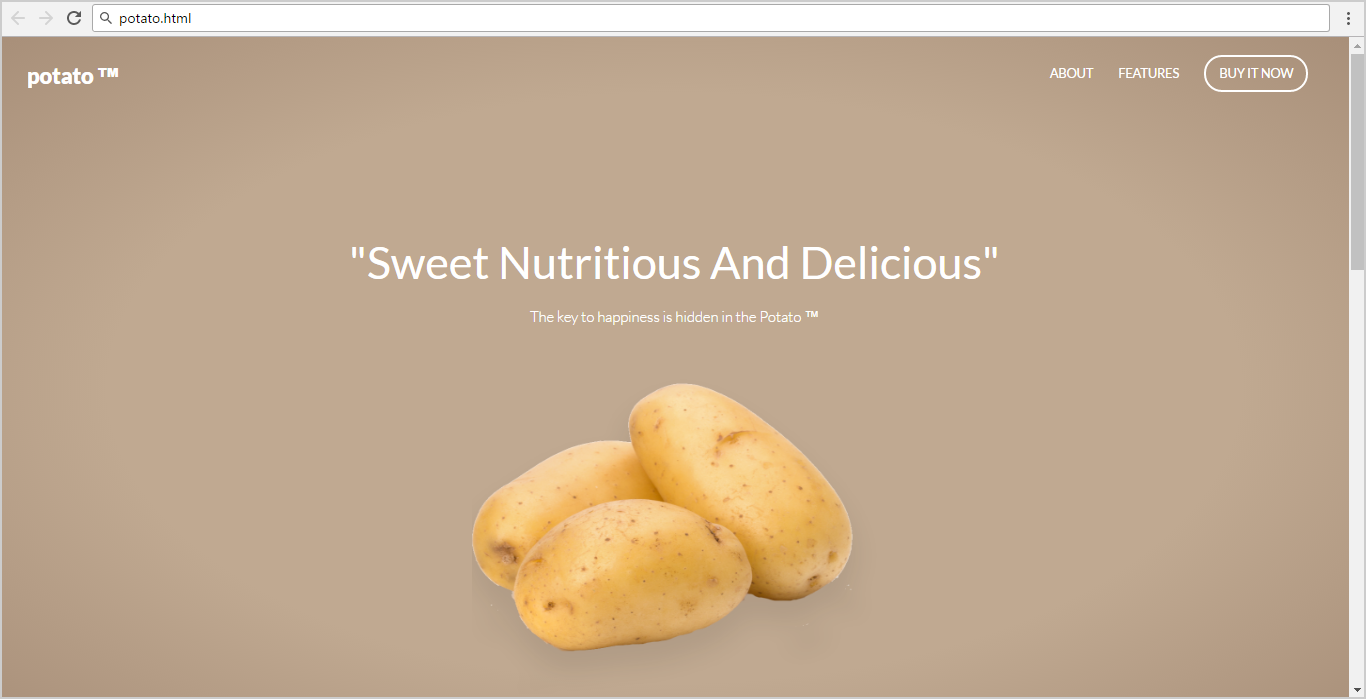 potato.html
potato ™
ABOUT
FEATURES
BUY IT NOW
"Sweet Nutritious And Delicious"
The key to happiness is hidden in the Potato ™